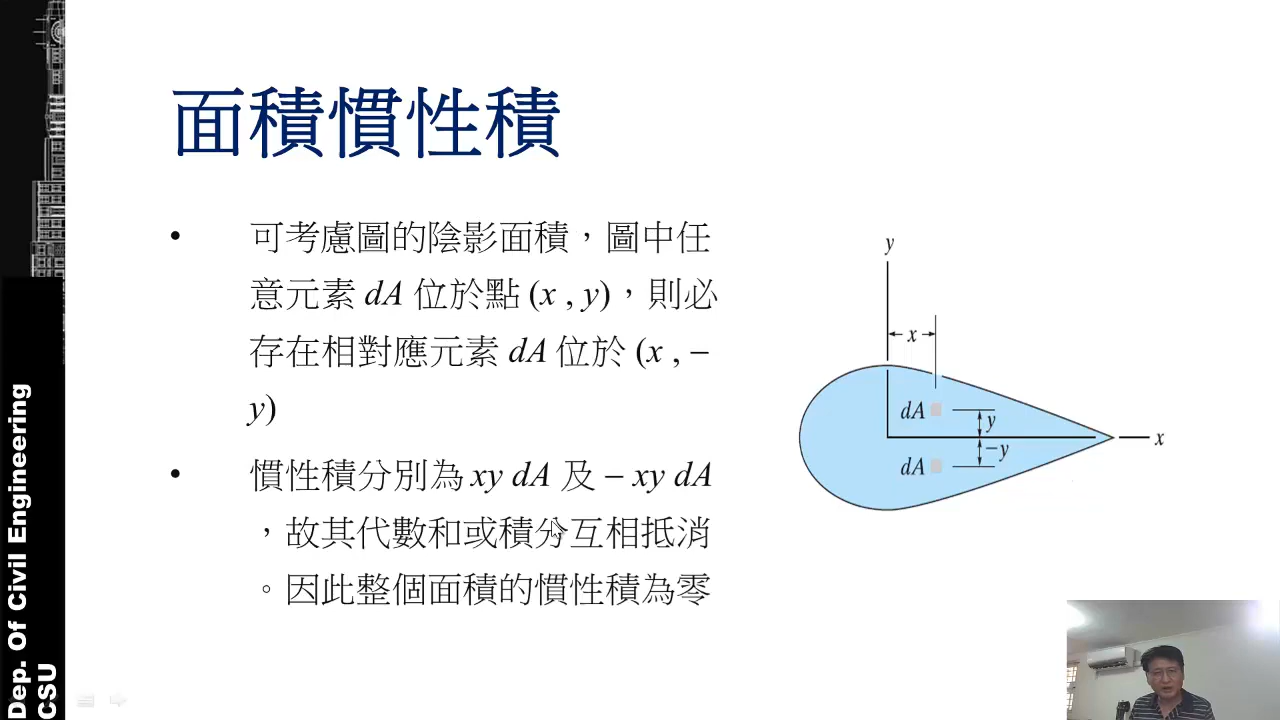 面積慣性積
• 可考慮圖的陰影面積，圖中任
意元素 dA 位於點 (x , y)，則必
存在相對應元素 dA 位於 (x , –
y)
• 慣性積分別為 xy dA 及 – xy dA
，故其代數和或積分互相抵消
。因此整個面積的慣性積為零
y
x
dA
y
x
–y
dA
Dep. Of Civil Engineering
CSU